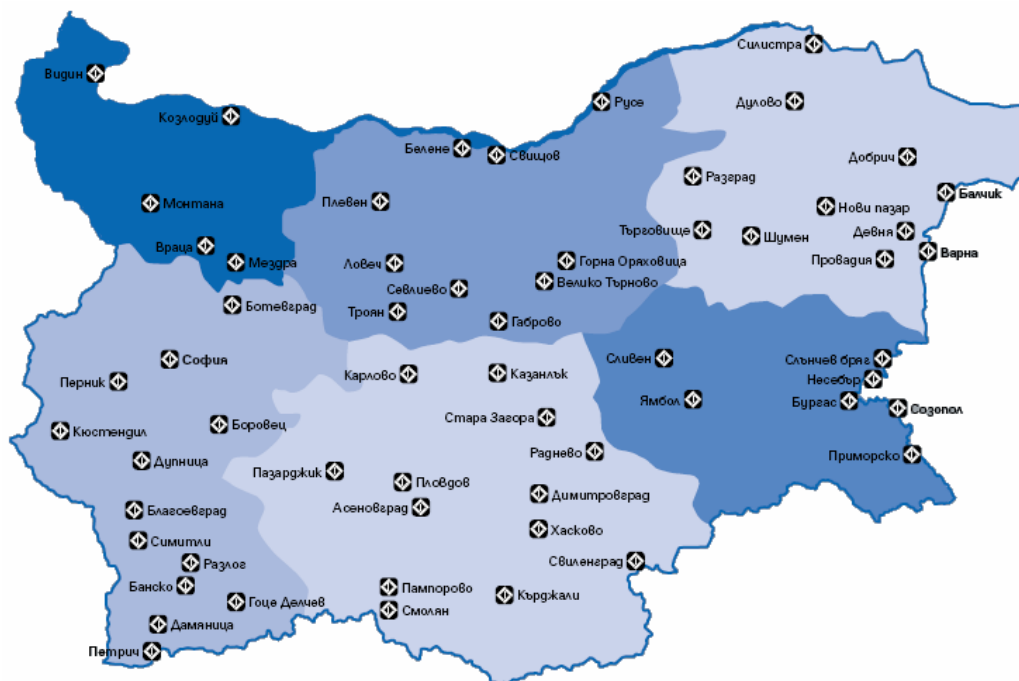 Силистра
Видин
Русе
Дулово
Козлодуй
Белене
Свищов
Добрич
Разград
Балчик
Монтана
Плевен
Нови пазар
Търговище
Шумен
Девня
Враца
Варна
Мездра
Ловеч
Горна Оряховица
Провадия
Севлиево
Велико Търново
Ботевград
Троян
Габрово
София
Сливен
Слънчев бряг
Перник
Карлово
Казанлък
Несебър
Ямбол
Бургас
Созопол
Стара Загора
Кюстендил
Боровец
Раднево
Приморско
Дупница
Пазарджик
Пловдов
Димитровград
Асеновград
Благоевград
Хасково
Симитли
Разлог
Свиленград
Банско
Пампорово
Кърджали
Гоце Делчев
Смолян
Дамяница
Петрич